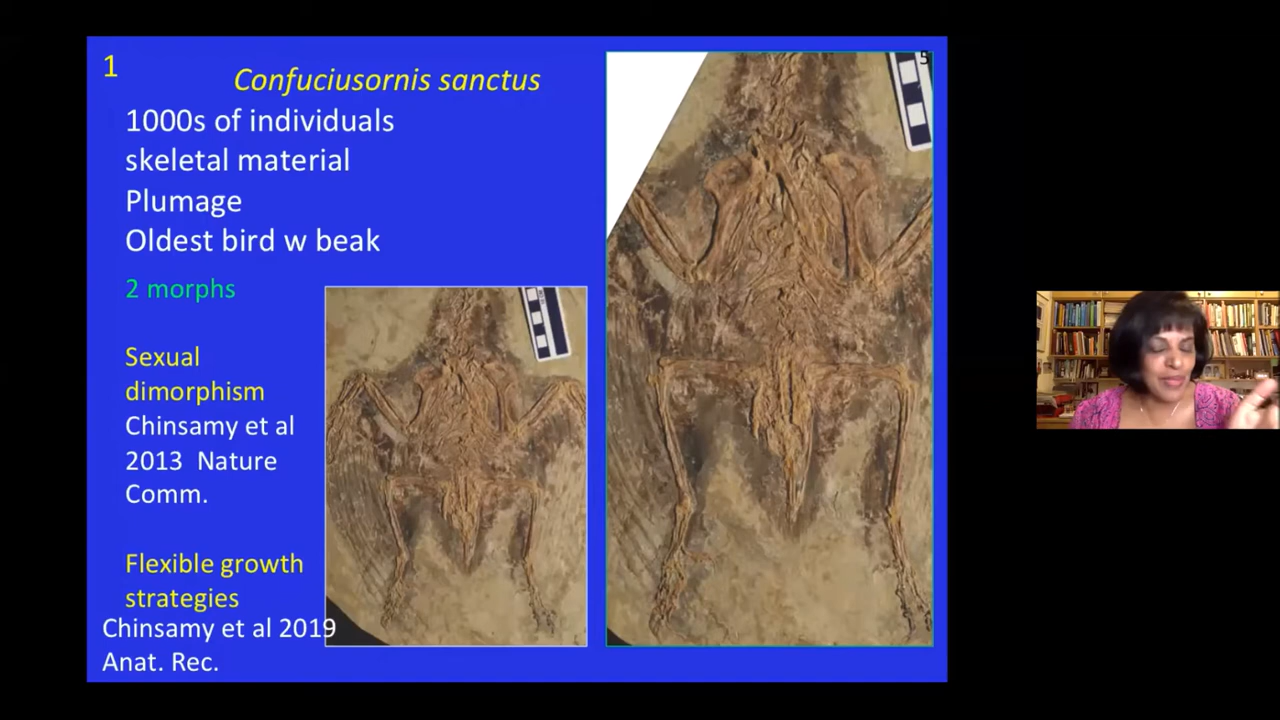 1
Confuciusornis sanctus
1000s of individuals
skeletal material
Plumage
Oldest bird w beak
2 morphs
Sexual
dimorphism
Chinsamy et al
2013 Nature
Comm.
Flexible growth
strategies
Chinsamy et al 2019
Anat. Rec.
5